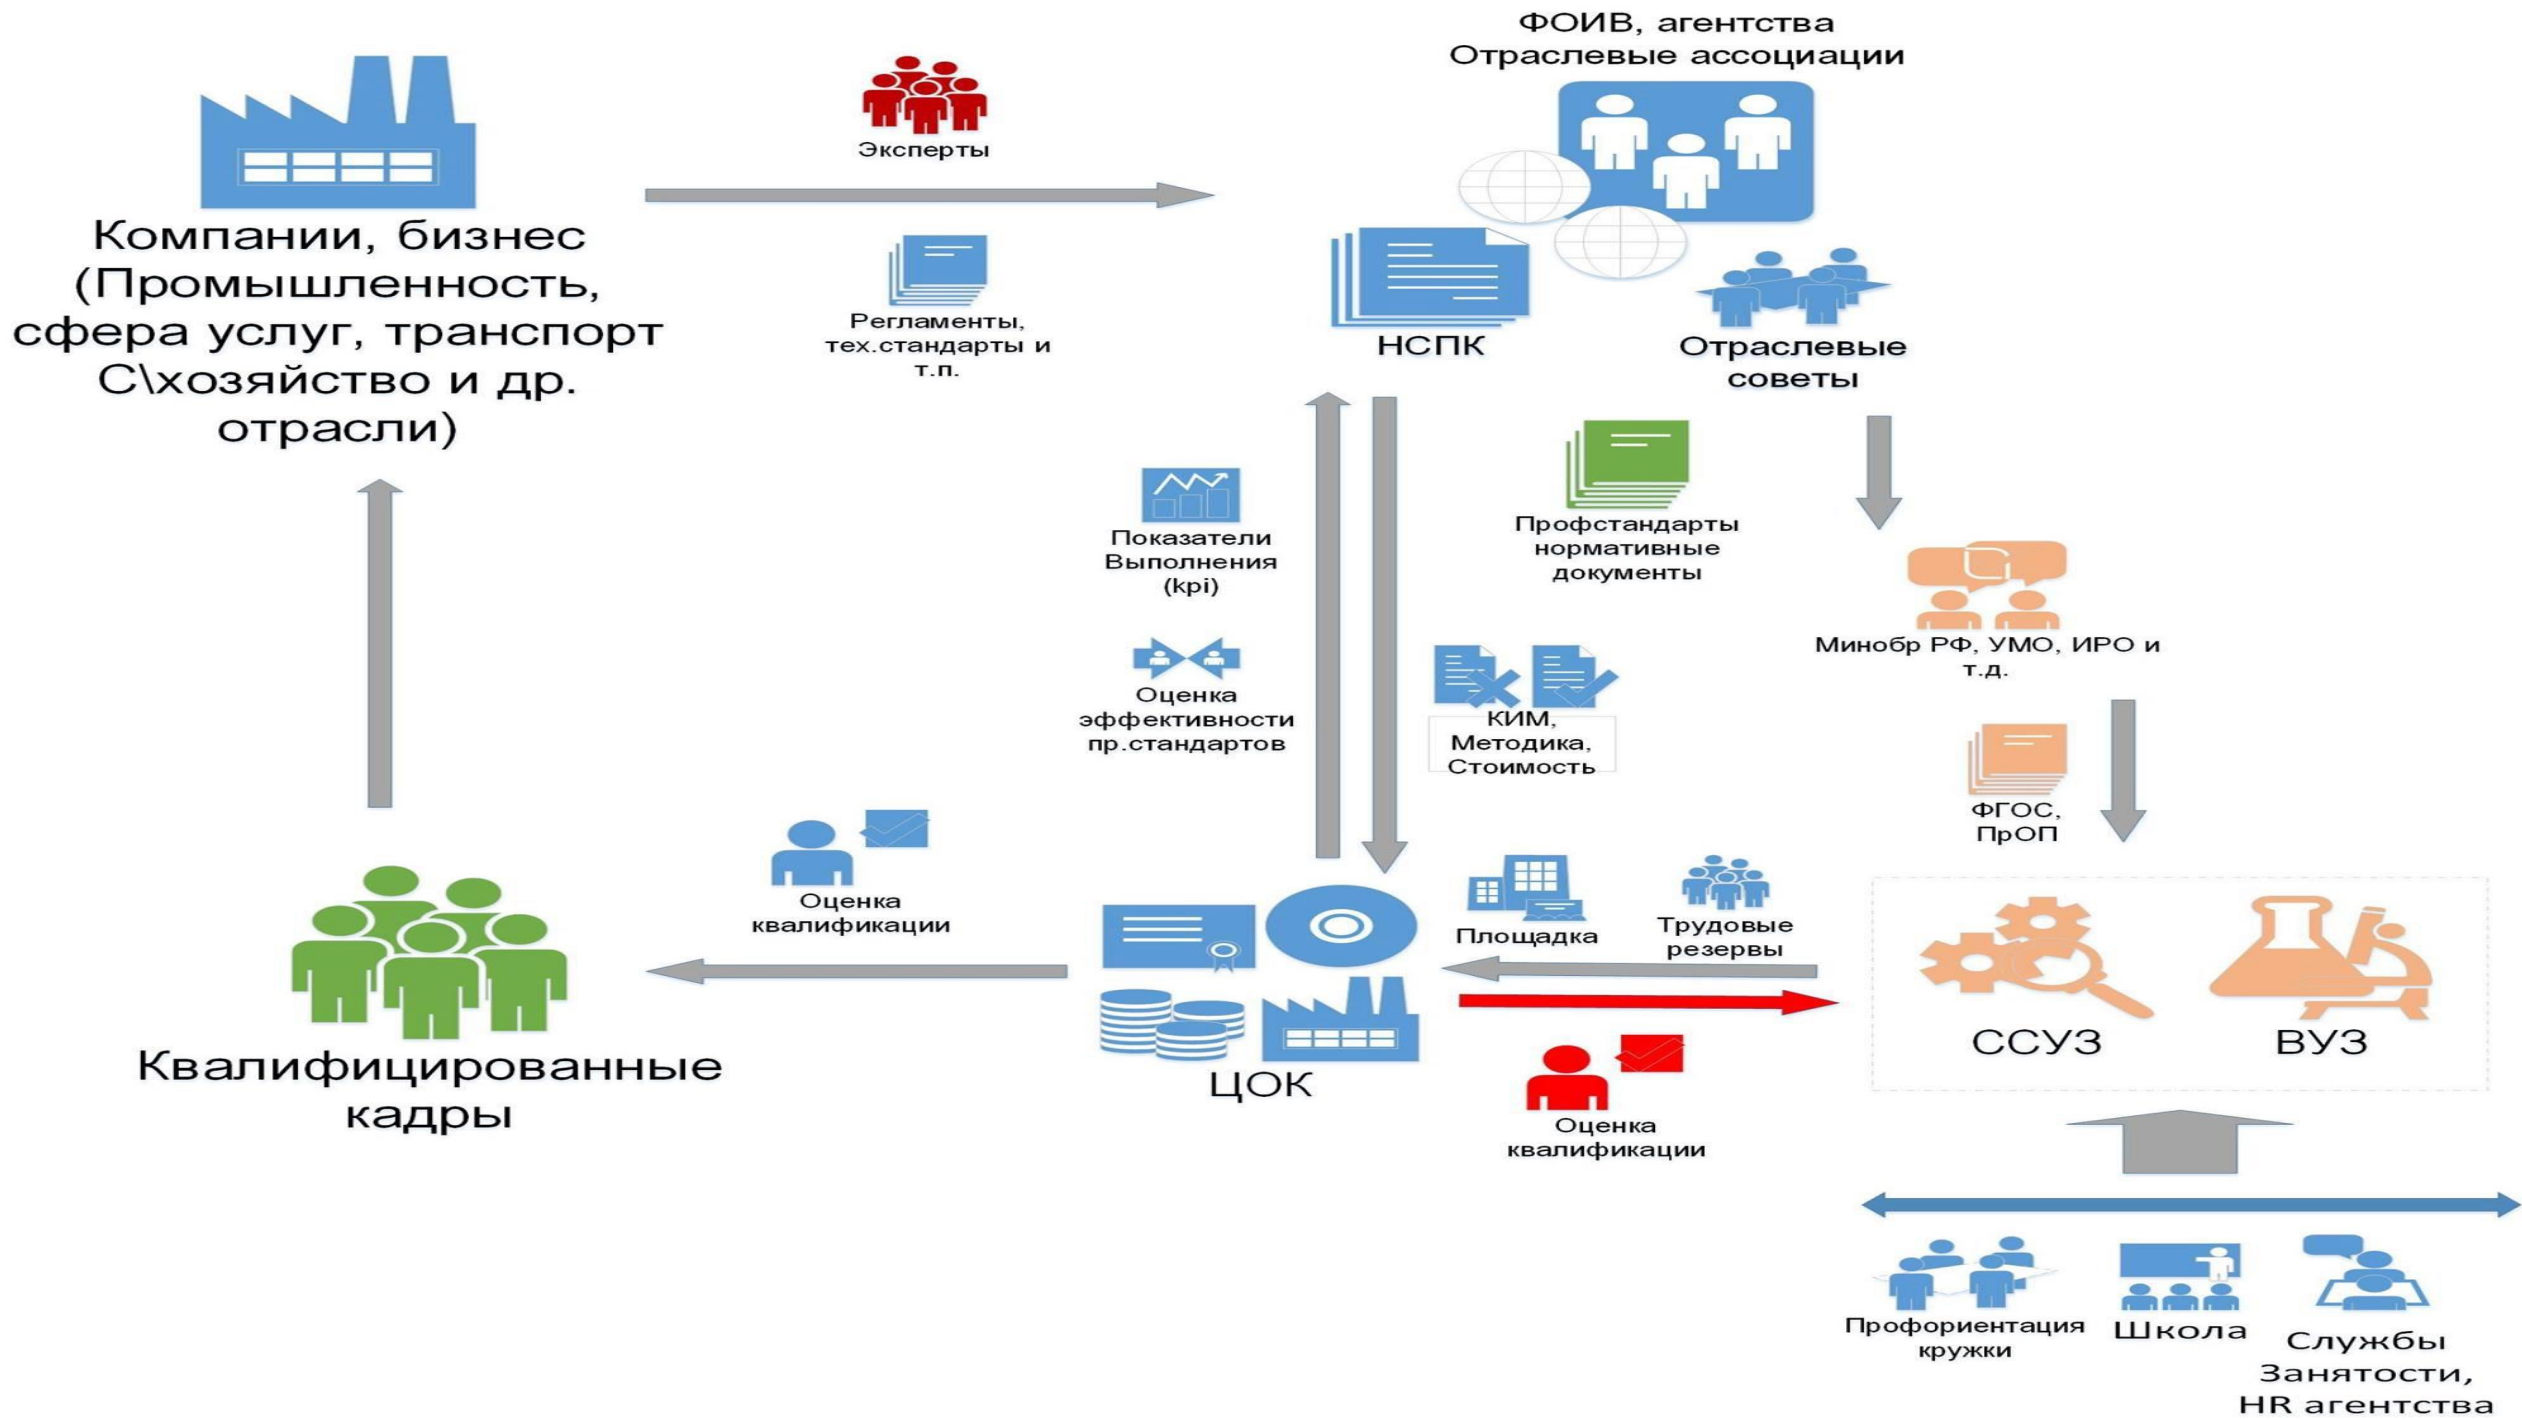 ФОИВ, агентства
Отраслевые ассоциации
Эксперты
Компании, бизнес
(Промышленность,
сфера услуг, транспорт
С\хозяйство и др.
отрасли)
Регламенты,
тех.стандарты и
т.п.
НСПК
Отраслевые
советы
Показатели
Выполнения
(kpi)
Профстандарты
нормативные
документы
Минобр РФ, УМО, ИРО и
т.д.
Оценка
эффективности
пр.стандартов
КИМ,
Методика,
Стоимость
ФГОС,
ПрОП
Оценка
квалификации
Площадка
Трудовые
резервы
ССУЗ
ВУЗ
Квалифицированные
кадры
ЦОК
Оценка
квалификации
Профориентация
кружки
Школа
Службы
Занятости,
HR агентства